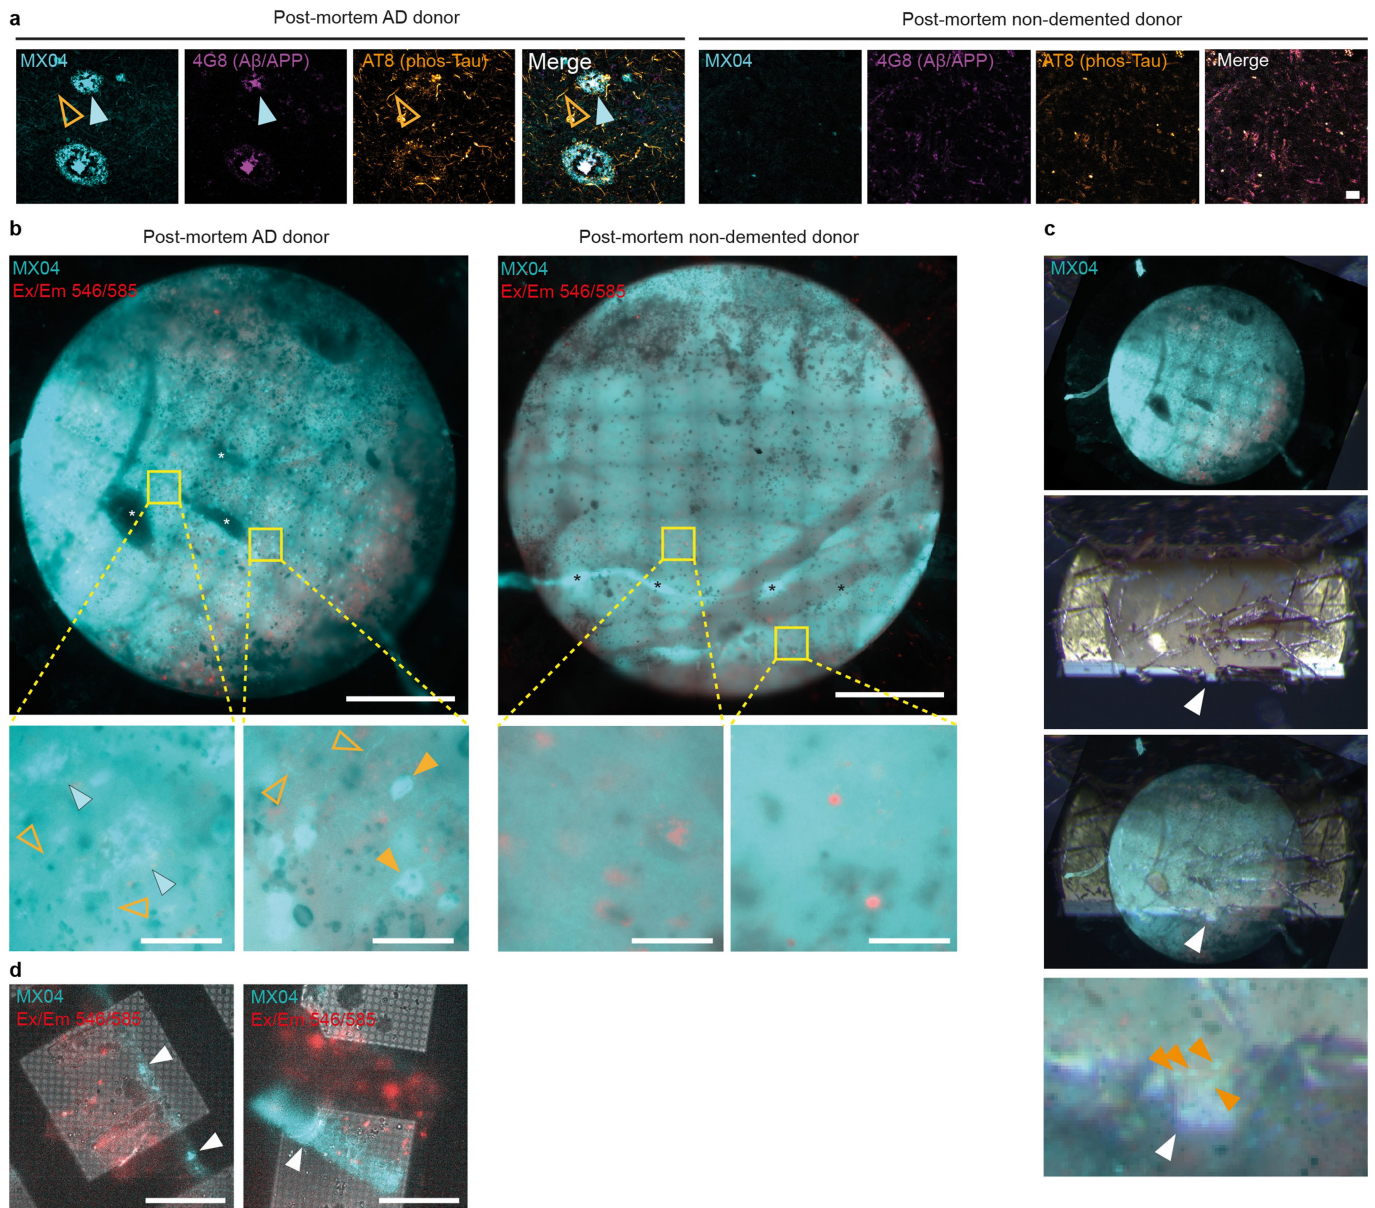 a
Post-mortem AD donor
Post-mortem non-demented donor
MX04
4G8 (Aβ/APP)
AT8 (phos-Tau)
Merge
MX04
4G8 (Aβ/APP)
AT8 (phos-Tau)
Merge
b
Post-mortem AD donor
Post-mortem non-demented donor
c
MX04
Ex/Em 546/585
*
*
*
MX04
Ex/Em 546/585
*
*
*
*
MX04
d
MX04
Ex/Em 546/585
MX04
Ex/Em 546/585